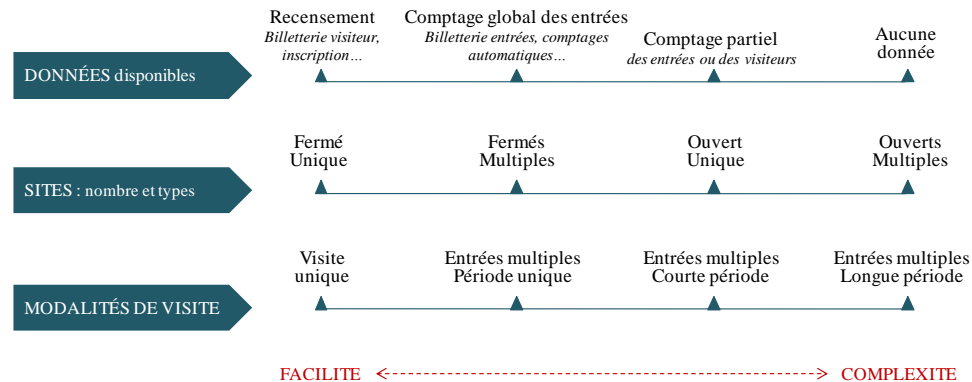 Recensement
Billetterie visiteur,
inscription…
Comptage global des entrées
Billetterie entrées, comptages
automatiques…
Comptage partiel
des entrées ou des visiteurs
Aucune
donnée
DONNÉES disponibles
Fermé
Unique
Fermés
Multiples
Ouvert
Unique
Ouverts
Multiples
SITES : nombre et types
Visite
unique
Entrées multiples
Période unique
Entrées multiples
Courte période
Entrées multiples
Longue période
MODALITÉS DE VISITE
FACILITE
COMPLEXITE